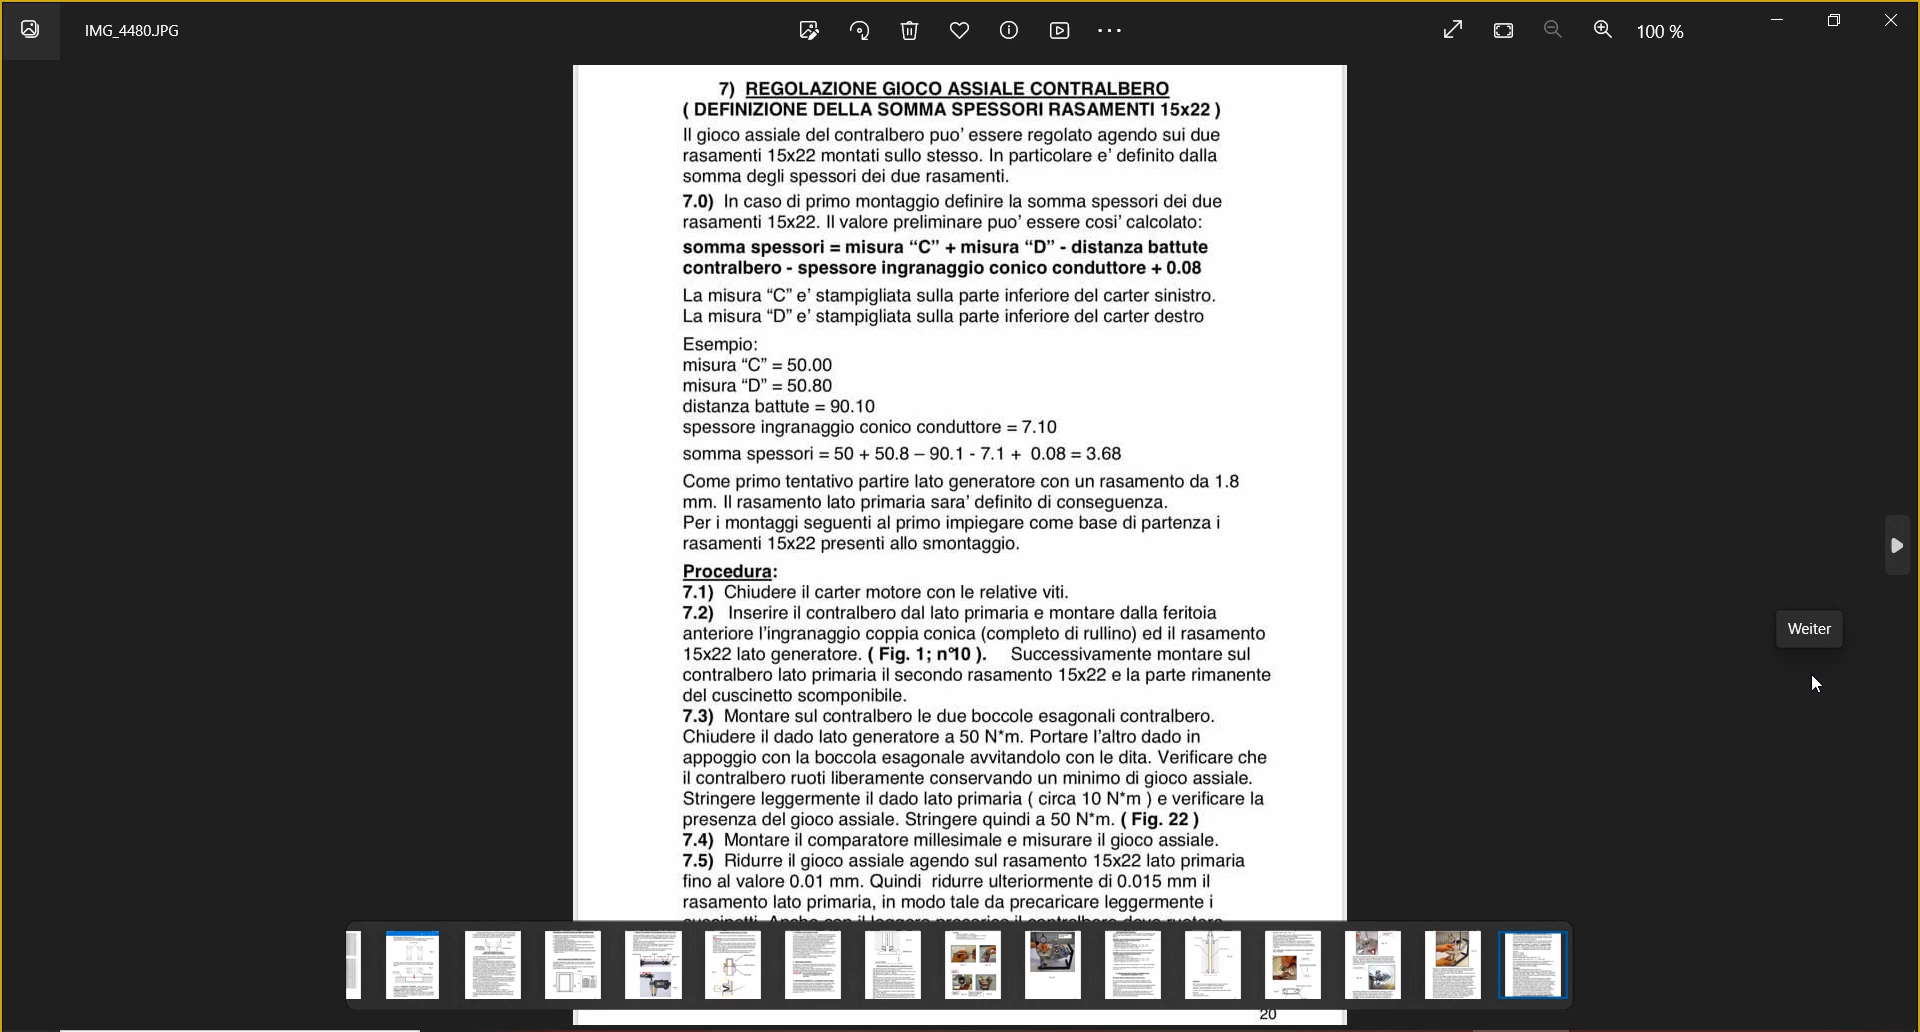 IMG_4480.JPG
100 %
7) REGOLAZIONE GIOCO ASSIALE CONTRALBERO
( DEFINIZIONE DELLA SOMMA SPESSORI RASAMENTI 15x22 )
Il gioco assiale del contralbero puo’ essere regolato agendo sui due
rasamenti 15x22 montati sullo stesso. In particolare e’ definito dalla
somma degli spessori dei due rasamenti.
7.0) In caso di primo montaggio definire la somma spessori dei due
rasamenti 15x22. Il valore preliminare puo’ essere cosi’ calcolato:
somma spessori = misura “C” + misura “D” - distanza battute
contralbero - spessore ingranaggio conico conduttore + 0.08
La misura “C” e’ stampigliata sulla parte inferiore del carter sinistro.
La misura “D” e’ stampigliata sulla parte inferiore del carter destro
Esempio:
misura “C” = 50.00
misura “D” = 50.80
distanza battute = 90.10
spessore ingranaggio conico conduttore = 7.10
somma spessori = 50 + 50.8 – 90.1 - 7.1 + 0.08 = 3.68
Come primo tentativo partire lato generatore con un rasamento da 1.8
mm. Il rasamento lato primaria sara’ definito di conseguenza.
Per i montaggi seguenti al primo impiegare come base di partenza i
rasamenti 15x22 presenti allo smontaggio.
Procedura:
7.1) Chiudere il carter motore con le relative viti.
7.2) Inserire il contralbero dal lato primaria e montare dalla feritoia
anteriore l’ingranaggio coppia conica (completo di rullino) ed il rasamento
15x22 lato generatore. ( Fig. 1; n°10 ). Successivamente montare sul
contralbero lato primaria il secondo rasamento 15x22 e la parte rimanente
del cuscinetto scomponibile.
7.3) Montare sul contralbero le due boccole esagonali contralbero.
Chiudere il dado lato generatore a 50 N*m. Portare l’altro dado in
appoggio con la boccola esagonale avvitandolo con le dita. Verificare che
il contralbero ruoti liberamente conservando un minimo di gioco assiale.
Stringere leggermente il dado lato primaria ( circa 10 N*m ) e verificare la
presenza del gioco assiale. Stringere quindi a 50 N*m. ( Fig. 22 )
7.4) Montare il comparatore millesimale e misurare il gioco assiale.
7.5) Ridurre il gioco assiale agendo sul rasamento 15x22 lato primaria
fino al valore 0.01 mm. Quindi ridurre ulteriormente di 0.015 mm il
rasamento lato primaria, in modo tale da precaricare leggermente i
20
Weiter